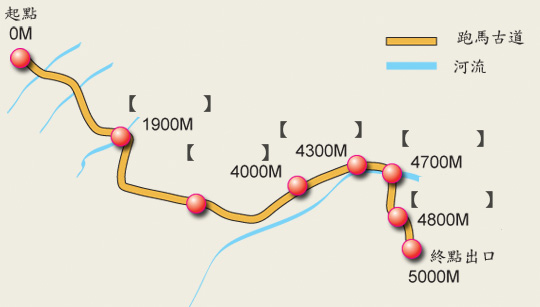 起點
0M
跑馬古道
河流
【 】
1900M
【 】
【 】
4000M
4300M
【 】
4700M
【 】
4800M
終點出口
5000M